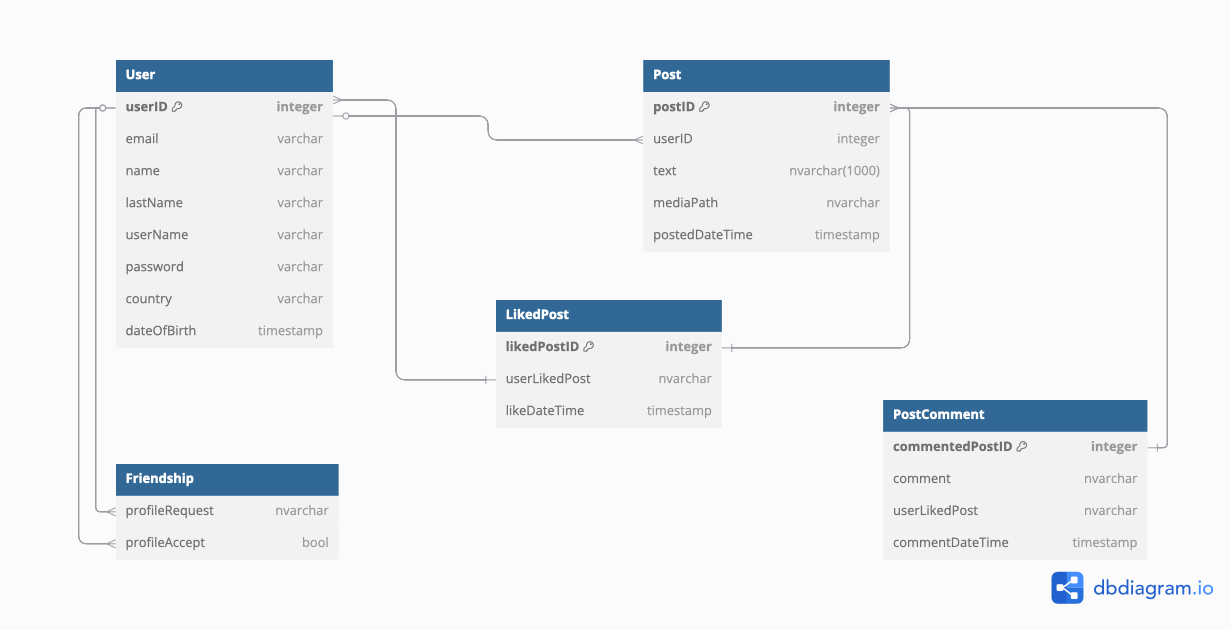 User
userID integer
email varchar
name varchar
lastName varchar
userName varchar
password varchar
country varchar
dateOfBirth timestamp
Post
postID integer
userID integer
text nvarchar(1000)
mediaPath nvarchar
postedDateTime timestamp
LikedPost
likedPostID integer
userLikedPost nvarchar
likeDateTime timestamp
PostComment
commentedPostID integer
comment nvarchar
userLikedPost nvarchar
commentDateTime timestamp
Friendship
profileRequest nvarchar
profileAccept bool
dbdiagram.io